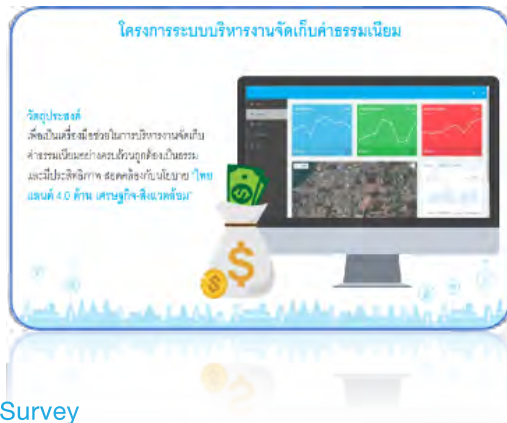 โครงการระบบบริหารงานจัดเก็บค่าธรรมเนียม
วัตถุประสงค์
เพื่อเป็นเครื่องมือช่วยในการบริหารงานจัดเก็บ
ค่าธรรมเนียมอย่างครบถ้วนถูกต้องเป็นธรรม
และมีประสิทธิภาพ สอดคล้องกับนโยบาย "ไทย
แลนด์ 4.0 ด้าน เศรษฐกิจ-สิ่งแวดล้อม"
Survey